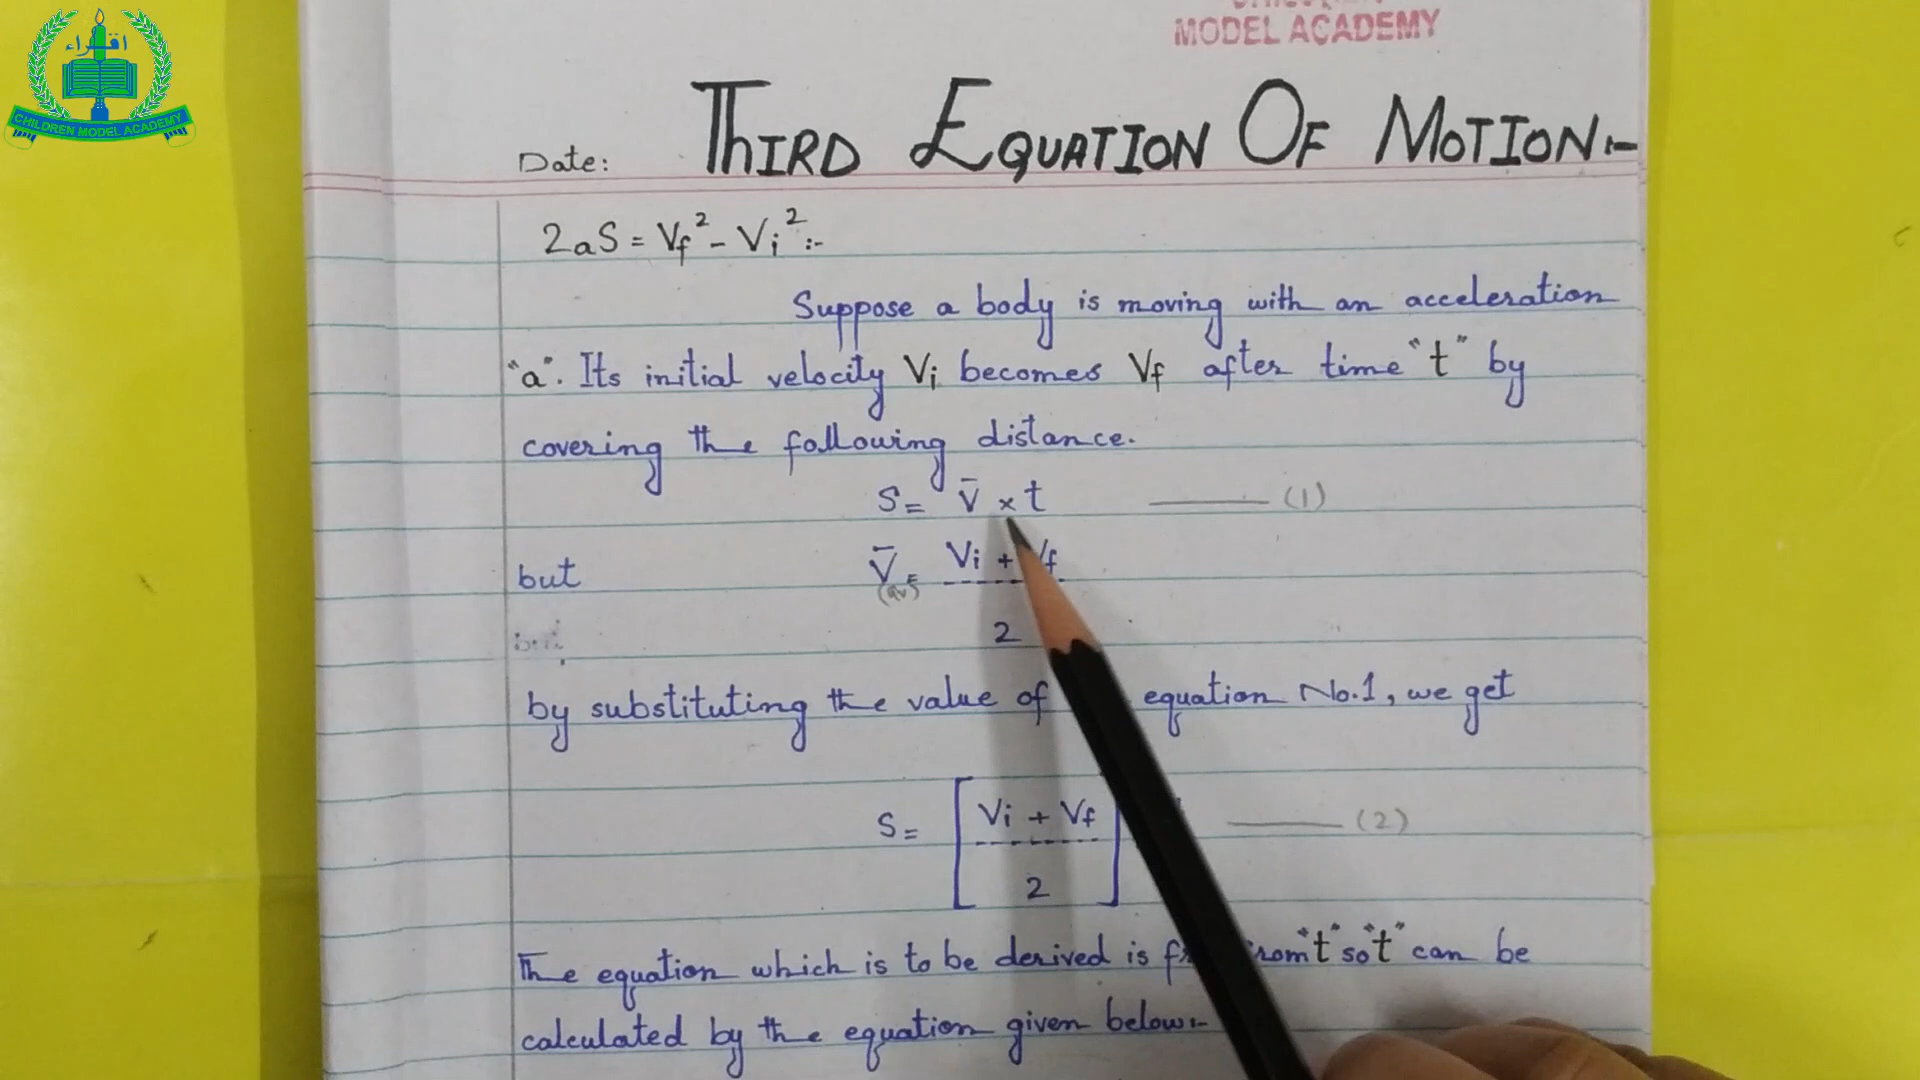 اقراء
CHILDREN MODEL ACADEMY
MODEL ACADEMY
Date: THIRD EQUATION OF MOTION:-
2aS = Vf² - Vi² :-
Suppose a body is moving with an acceleration
"a". Its initial velocity Vi becomes Vf after time "t" by
covering the following distance.
S = V̄ × t ——— (1)
but V̄ = Vi + Vf
(av)
2
by substituting the value of equation No.1, we get
S = [Vi + Vf ——— (2)
2]
The equation which is to be derived is from "t" so "t" can be
calculated by the equation given below:-